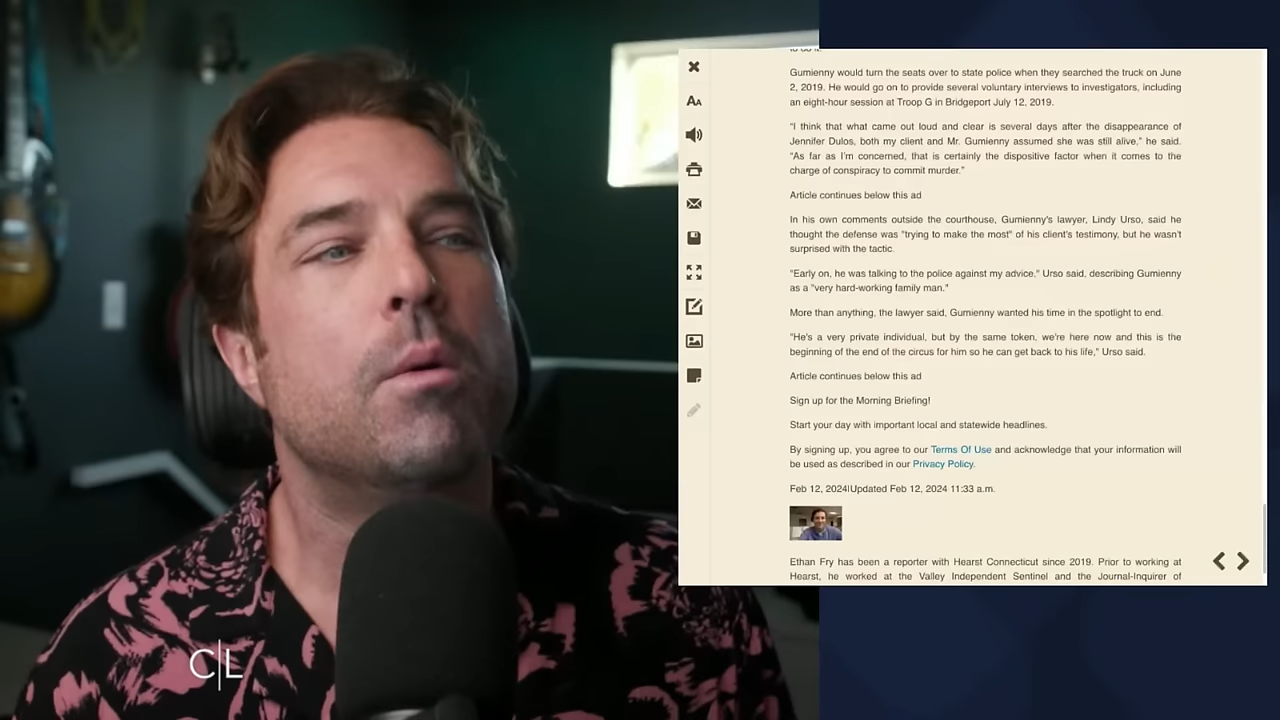 Gumienny would turn the seats over to state police when they searched the truck on June
2, 2019. He would go on to provide several voluntary interviews to investigators, including
an eight-hour session at Troop G in Bridgeport July 12, 2019.
“I think that what came out loud and clear is several days after the disappearance of
Jennifer Dulos, both my client and Mr. Gumienny assumed she was still alive,” he said.
“As far as I’m concerned, that is certainly the dispositive factor when it comes to the
charge of conspiracy to commit murder.”
Article continues below this ad
In his own comments outside the courthouse, Gumienny's lawyer, Lindy Urso, said he
thought the defense was "trying to make the most" of his client's testimony, but he wasn't
surprised with the tactic.
"Early on, he was talking to the police against my advice," Urso said, describing Gumienny
as a "very hard-working family man."
More than anything, the lawyer said, Gumienny wanted his time in the spotlight to end.
"He's a very private individual, but by the same token, we're here now and this is the
beginning of the end of the circus for him so he can get back to his life," Urso said.
Article continues below this ad
Sign up for the Morning Briefing!
Start your day with important local and statewide headlines.
By signing up, you agree to our Terms Of Use and acknowledge that your information will
be used as described in our Privacy Policy.
Feb 12, 2024|Updated Feb 12, 2024 11:33 a.m.
Ethan Fry has been a reporter with Hearst Connecticut since 2019. Prior to working at
Hearst, he worked at the Valley Independent Sentinel and the Journal-Inquirer of
AA
C|L